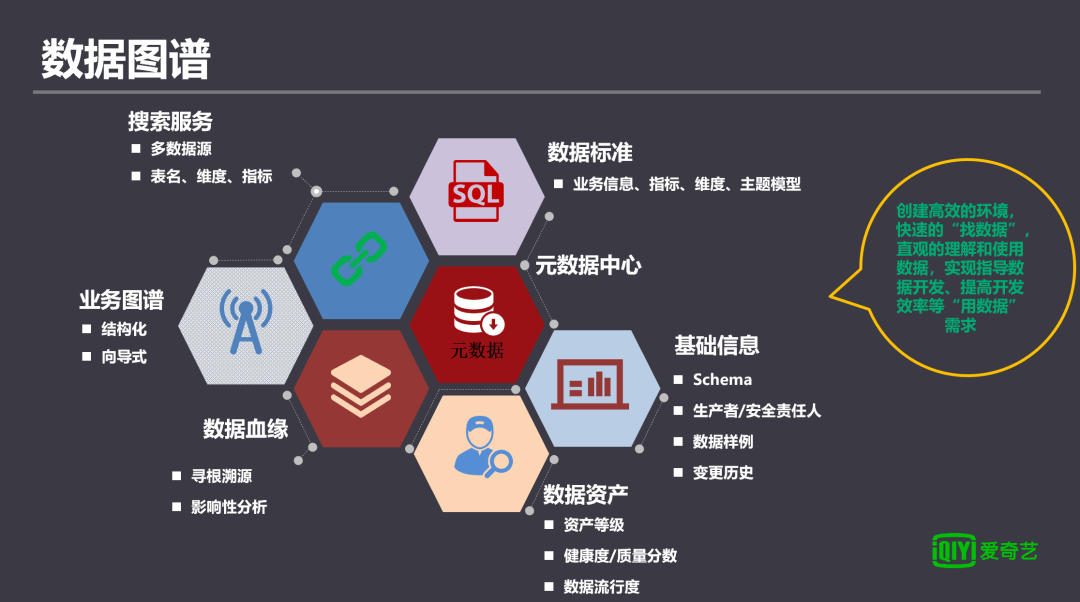 数据图谱
搜索服务
■ 多数据源
■ 表名、维度、指标
SQL
数据标准
■ 业务信息、指标、维度、主题模型
元数据中心
元数据
业务图谱
■ 结构化
■ 向导式
数据血缘
■ 寻根溯源
■ 影响性分析
基础信息
■ Schema
■ 生产者/安全责任人
■ 数据样例
■ 变更历史
数据资产
■ 资产等级
■ 健康度/质量分数
■ 数据流行度
创建高效的环境,
快速的“找数据”,
直观的理解和使用
数据,实现指导数
据开发、提高开发
效率等“用数据”
需求
iQIYI 爱奇艺